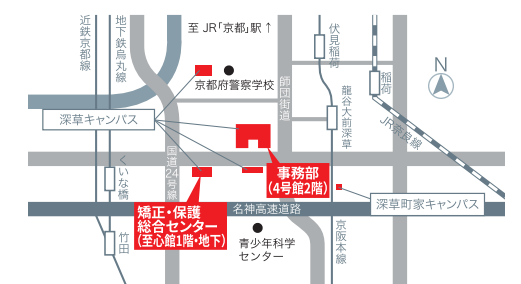 近鉄京都線
地下鉄烏丸線
至 JR「京都」駅↑
京都府警察学校
師団街道
伏見稲荷
稲荷
N
龍谷大前深草
JR奈良線
深草キャンパス
くいな橋
国道24号線
事務部
(4号館2階)
矯正・保護
総合センター
(至心館1階・地下)
名神高速道路
深草町家キャンパス
竹田
青少年科学
センター
京阪本線